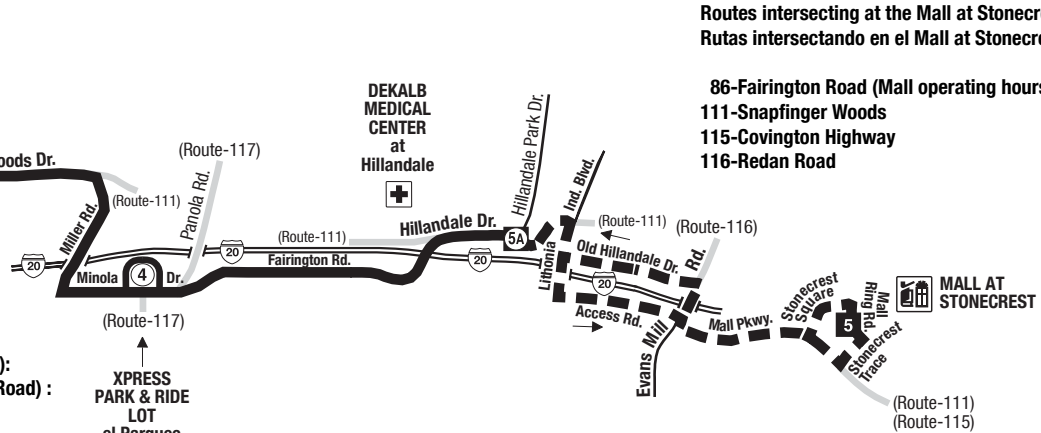 Routes intersecting at the Mall at Stonecre
Rutas intersectando en el Mall at Stonecre
86-Fairington Road (Mall operating hours
111-Snapfinger Woods
115-Covington Highway
116-Redan Road
DEKALB
MEDICAL
CENTER
at
Hillandale
Hillandale Park Dr.
Ind. Blvd.
oods Dr.
(Route-117)
Panola Rd.
(Route-111)
Miller Rd.
(Route-111)
Hillandale Dr.
5A
(Route-111)
(Route-116)
Rd.
20
20
Fairington Rd.
20
Lithonia
Old Hillandale Dr.
20
Minola
4
Dr.
Access Rd.
Evans Mill
Mall Pkwy.
Stonecrest
Square
Mall
Ring Rd.
5
Stonecrest
Trace
MALL AT
STONECREST
(Route-117)
):
Road) :
XPRESS
PARK & RIDE
LOT
(Route-111)
(Route-115)